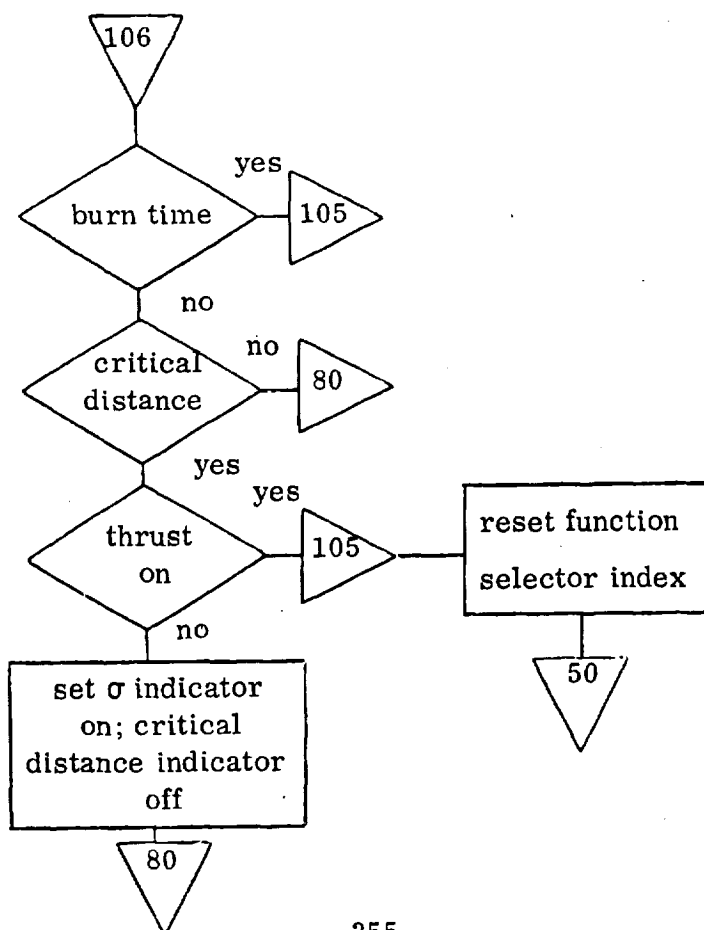 106
yes
burn time
105
no
critical
distance
no
80
yes
thrust
on
yes
105
reset function
selector index
50
no
set σ indicator
on; critical
distance indicator
off
80